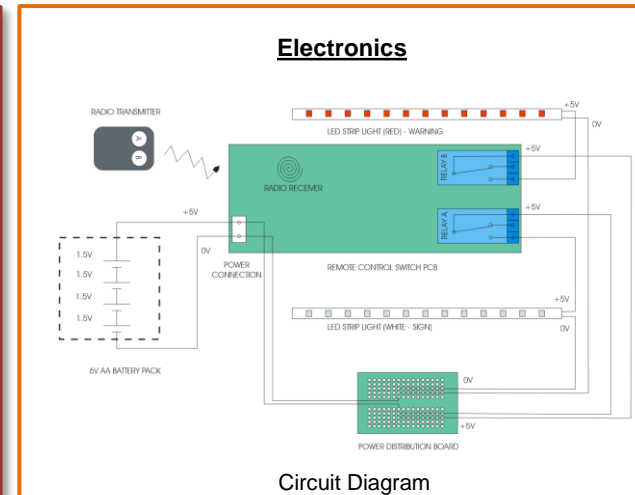 Electronics
RADIO TRANSMITTER
A
B
+5V
0V
LED STRIP LIGHT (RED) - WARNING
RADIO RECEIVER
RELAY B
+5V
RELAY A
+5V
+5V
0V
POWER
CONNECTION
REMOTE CONTROL SWITCH PCB
1.5V
1.5V
1.5V
1.5V
6V AA BATTERY PACK
+5V
0V
LED STRIP LIGHT (WHITE - SIGN)
0V
+5V
POWER DISTRIBUTION BOARD
Circuit Diagram